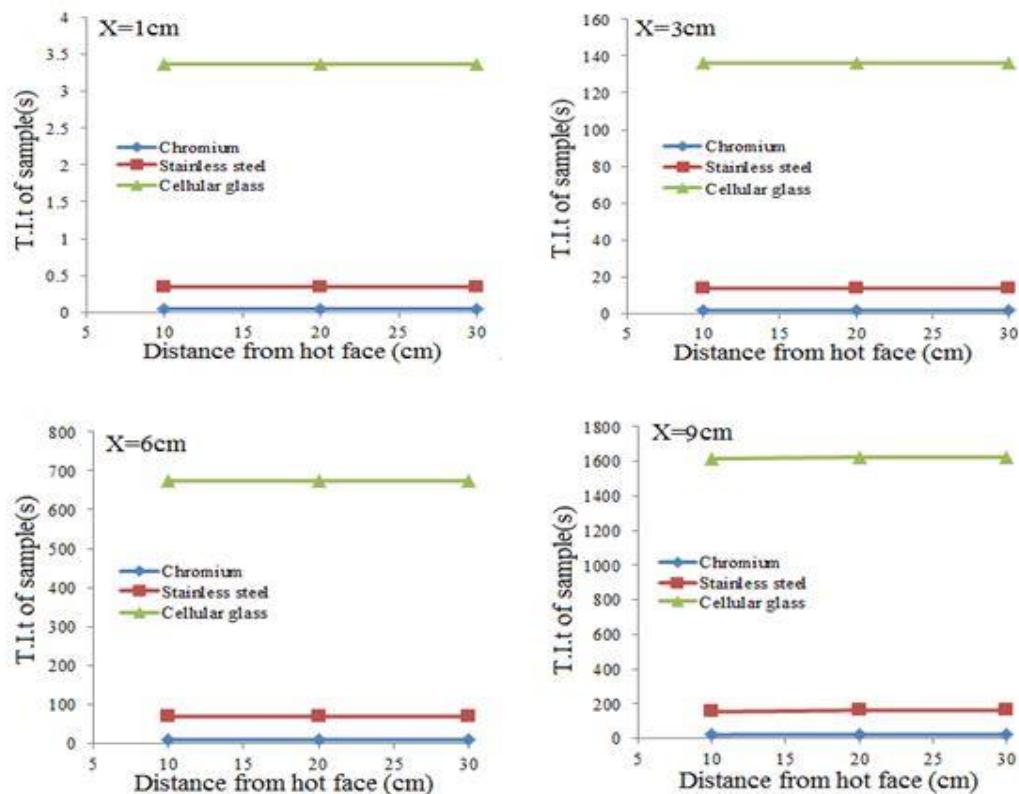 X=1cm
T.I.t of sample(s)
4
3.5
3
2.5
2
1.5
1
0.5
0
Chromium
Stainless steel
Cellular glass
5 10 15 20 25 30
Distance from hot face (cm)
X=3cm
T.I.t of sample(s)
160
140
120
100
80
60
40
20
0
Chromium
Stainless steel
Cellular glass
5 10 15 20 25 30
Distance from hot face (cm)
X=6cm
T.I.t of sample(s)
800
700
600
500
400
300
200
100
0
Chromium
Stainless steel
Cellular glass
5 10 15 20 25 30
Distance from hot face (cm)
X=9cm
T.I.t of sample(s)
1800
1600
1400
1200
1000
800
600
400
200
0
Chromium
Stainless steel
Cellular glass
5 10 15 20 25 30
Distance from hot face (cm)